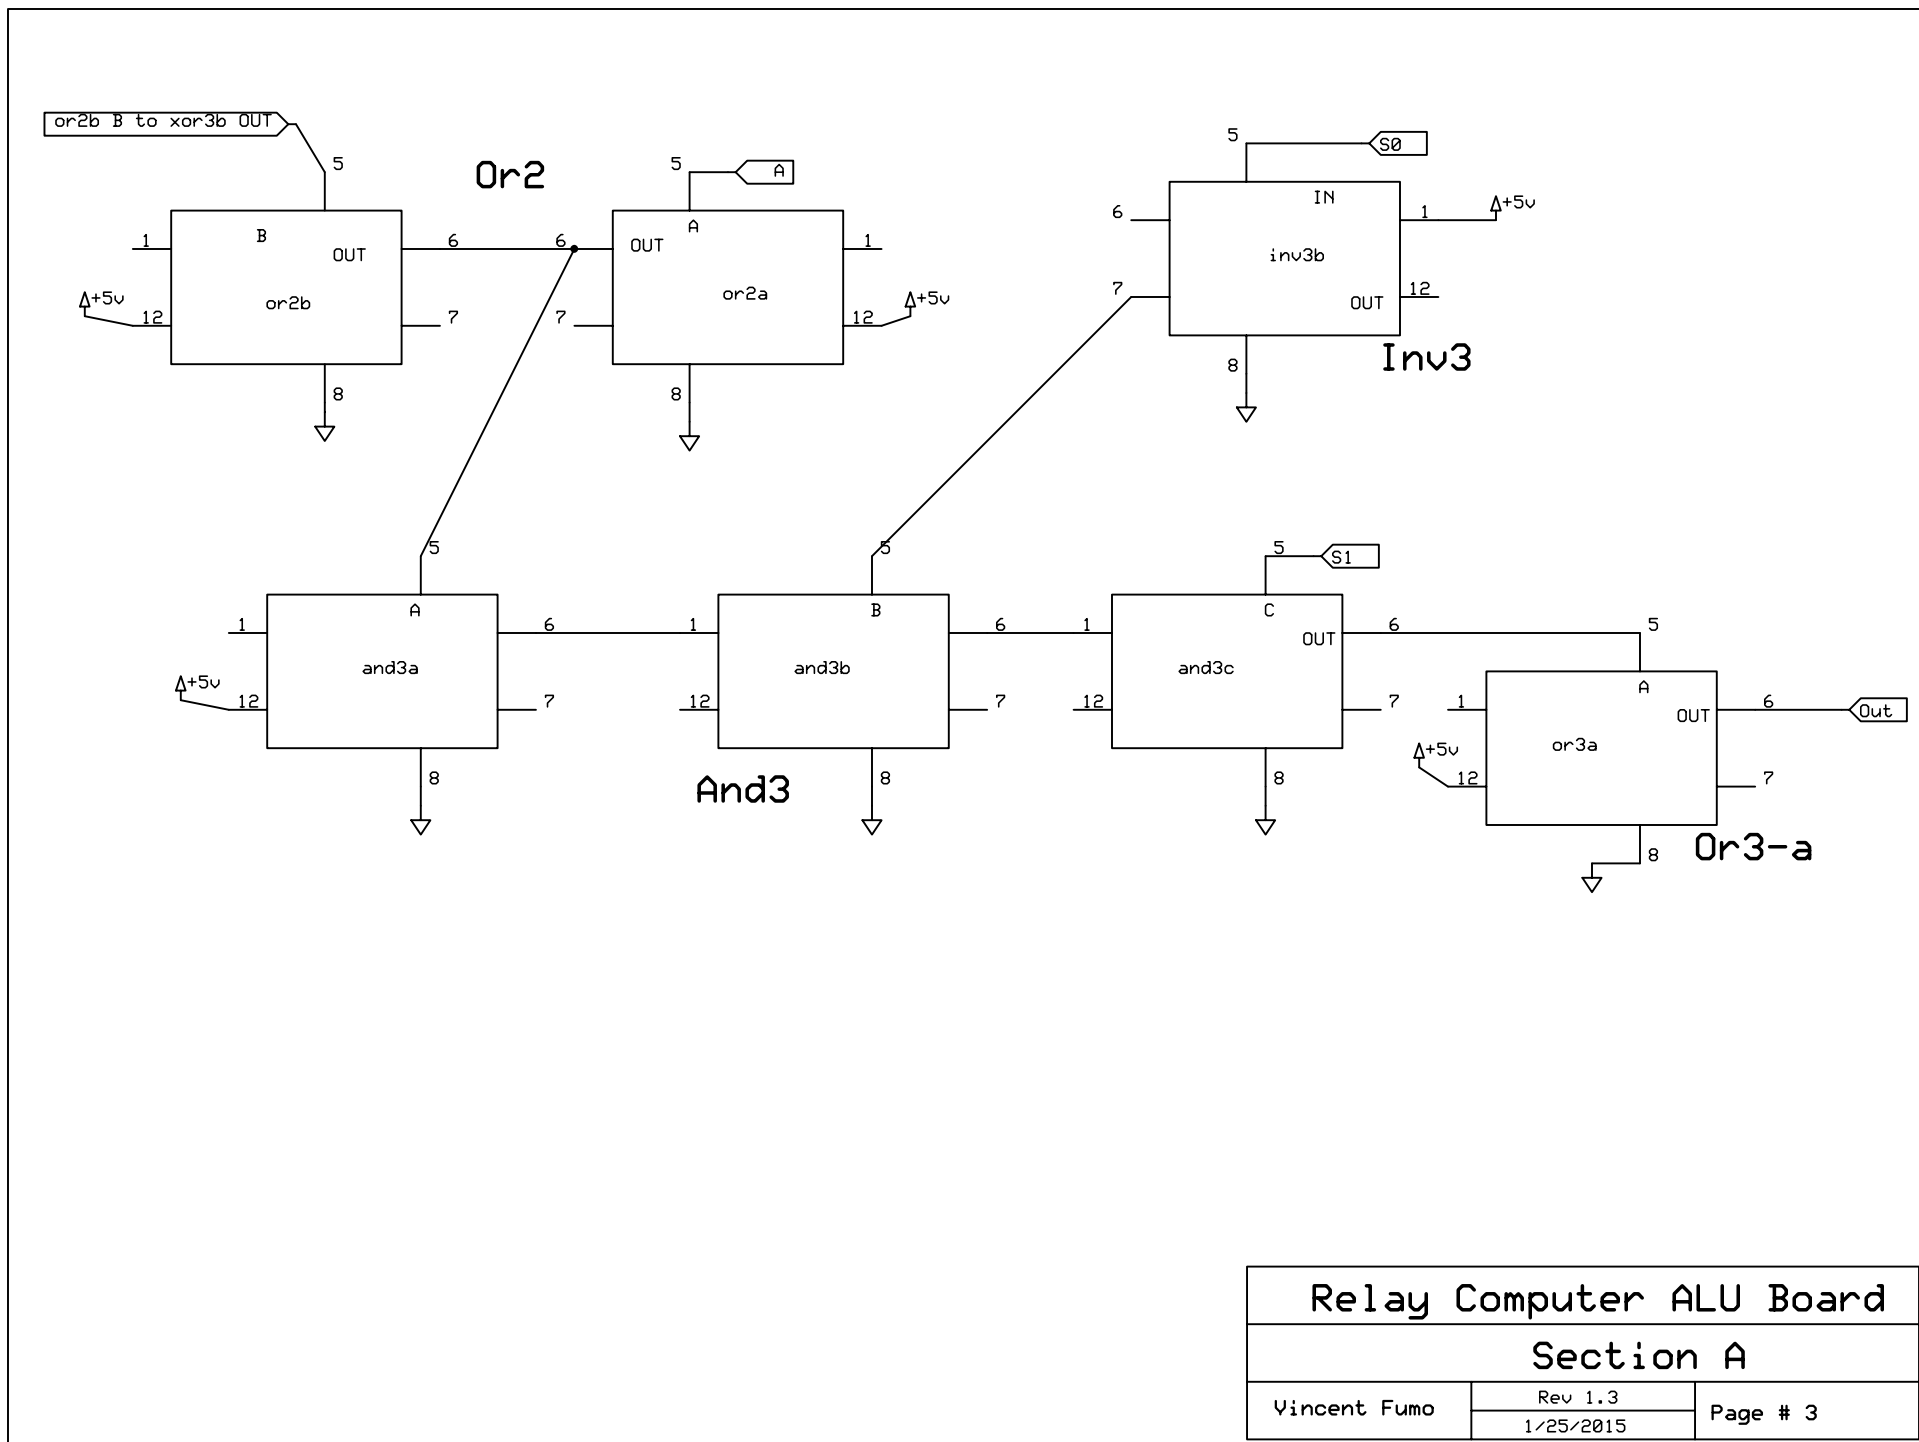 or2b B to xor3b OUT
5
Or2
5
A
5
S0
1
B
OUT
6
6
OUT
A
1
6
IN
1
+5v
or2b
or2a
inv3b
+5v
12
7
7
12
+5v
7
OUT
12
8
8
8
Inv3
5
5
5
S1
1
A
6
1
B
6
1
C
OUT
6
5
and3a
and3b
and3c
+5v
12
7
12
7
12
7
A
1
OUT
6
Out
or3a
+5v
12
7
8
And3
8
8
8
Or3-a
Relay Computer ALU Board
Section A
Vincent Fumo
Rev 1.3
1/25/2015
Page # 3